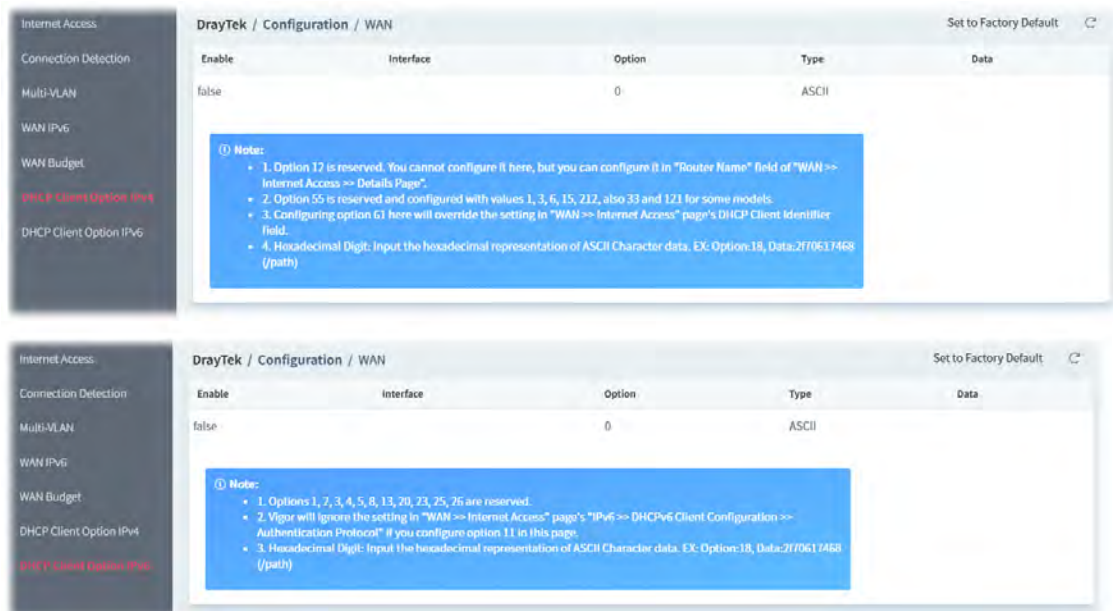 Internet Access
DrayTek / Configuration / WAN
Set to Factory Default
Connection Detection
Enable Interface Option Type Data
Multi-VLAN
false 0 ASCII
WAN IPv6
WAN Budget
DHCP Client Option IPv4
DHCP Client Option IPv6
Note:
• 1. Option 12 is reserved. You cannot configure it here, but you can configure it in "Router Name" field of "WAN >>
Internet Access >> Details Page".
• 2. Option 55 is reserved and configured with values 1, 3, 6, 15, 212, also 33 and 121 for some models.
• 3. Configuring option 61 here will override the setting in "WAN >> Internet Access" page's DHCP Client Identifier
field.
• 4. Hexadecimal Digit: Input the hexadecimal representation of ASCII Character data. EX: Option:18, Data:2f70617468
(/path)
Internet Access
DrayTek / Configuration / WAN
Set to Factory Default
Connection Detection
Enable Interface Option Type Data
Multi-VLAN
false 0 ASCII
WAN IPv6
WAN Budget
DHCP Client Option IPv4
DHCP Client Option IPv6
Note:
• 1. Options 1, 2, 3, 4, 5, 8, 13, 20, 23, 25, 26 are reserved.
• 2. Vigor will ignore the setting in "WAN >> Internet Access" page's "IPv6 >> DHCPv6 Client Configuration >>
Authentication Protocol" if you configure option 11 in this page.
• 3. Hexadecimal Digit: Input the hexadecimal representation of ASCII Character data. EX: Option:18, Data:2f70617468
(/path)